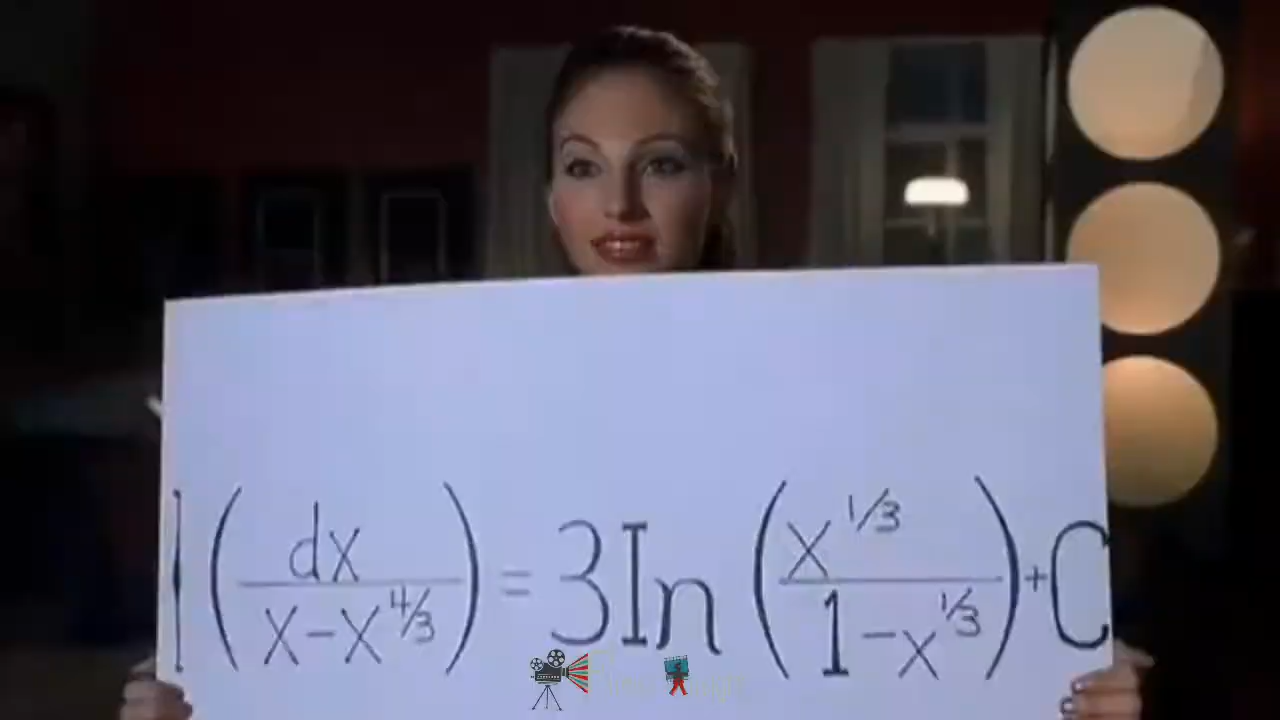 ∫(dx/(x-x^4/3)) = 3In(x^1/3/(1-x^1/3))+C